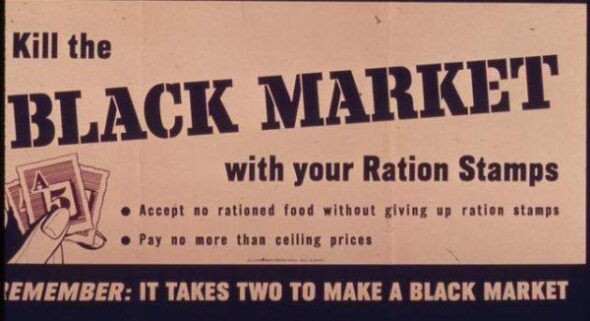 Kill the
BLACK MARKET
with your Ration Stamps
A
5
• Accept no rationed food without giving up ration stamps
• Pay no more than ceiling prices
REMEMBER: IT TAKES TWO TO MAKE A BLACK MARKET